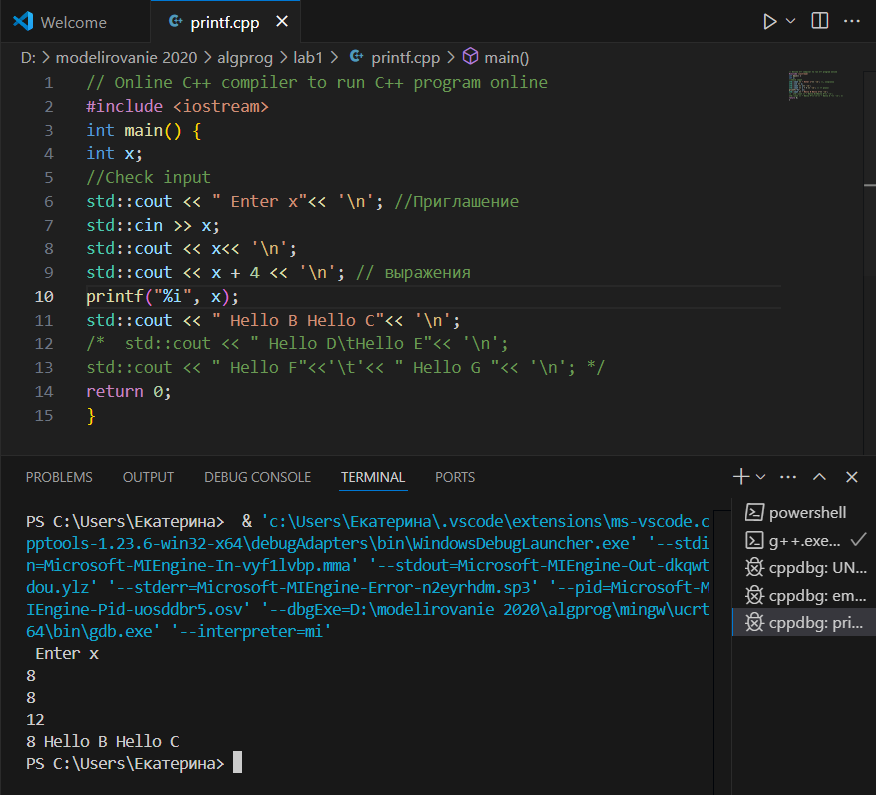 Welcome
printf.cpp
D: > modelirovanie 2020 > algprog > lab1 > printf.cpp > main()
1 // Online C++ compiler to run C++ program online
2 #include <iostream>
3 int main() {
4 int x;
5 //Check input
6 std::cout << " Enter x"<< '\n'; //Приглашение
7 std::cin >> x;
8 std::cout << x<< '\n';
9 std::cout << x + 4 << '\n'; // выражения
10 printf("%i", x);
11 std::cout << " Hello B Hello C"<< '\n';
12 /*  std::cout << " Hello D\tHello E"<< '\n';
13 std::cout << " Hello F"<<'\t'<< " Hello G "<< '\n'; */
14 return 0;
15 }
PROBLEMS OUTPUT DEBUG CONSOLE TERMINAL PORTS
PS C:\Users\Екатерина>  & 'c:\Users\Екатерина\.vscode\extensions\ms-vscode.c
pptools-1.23.6-win32-x64\debugAdapters\bin\WindowsDebugLauncher.exe' '--stdi
n=Microsoft-MIEngine-In-vyf1lvbp.mma' '--stdout=Microsoft-MIEngine-Out-dkqwt
dou.ylz' '--stderr=Microsoft-MIEngine-Error-n2eyrhdm.sp3' '--pid=Microsoft-M
IEngine-Pid-uosddbr5.osv' '--dbgExe=D:\modelirovanie 2020\algprog\mingw\ucrt
64\bin\gdb.exe' '--interpreter=mi'
Enter x
8
8
12
8 Hello B Hello C
PS C:\Users\Екатерина>
powershell
g++.exe...
cppdbg: UN...
cppdbg: em...
cppdbg: pri...